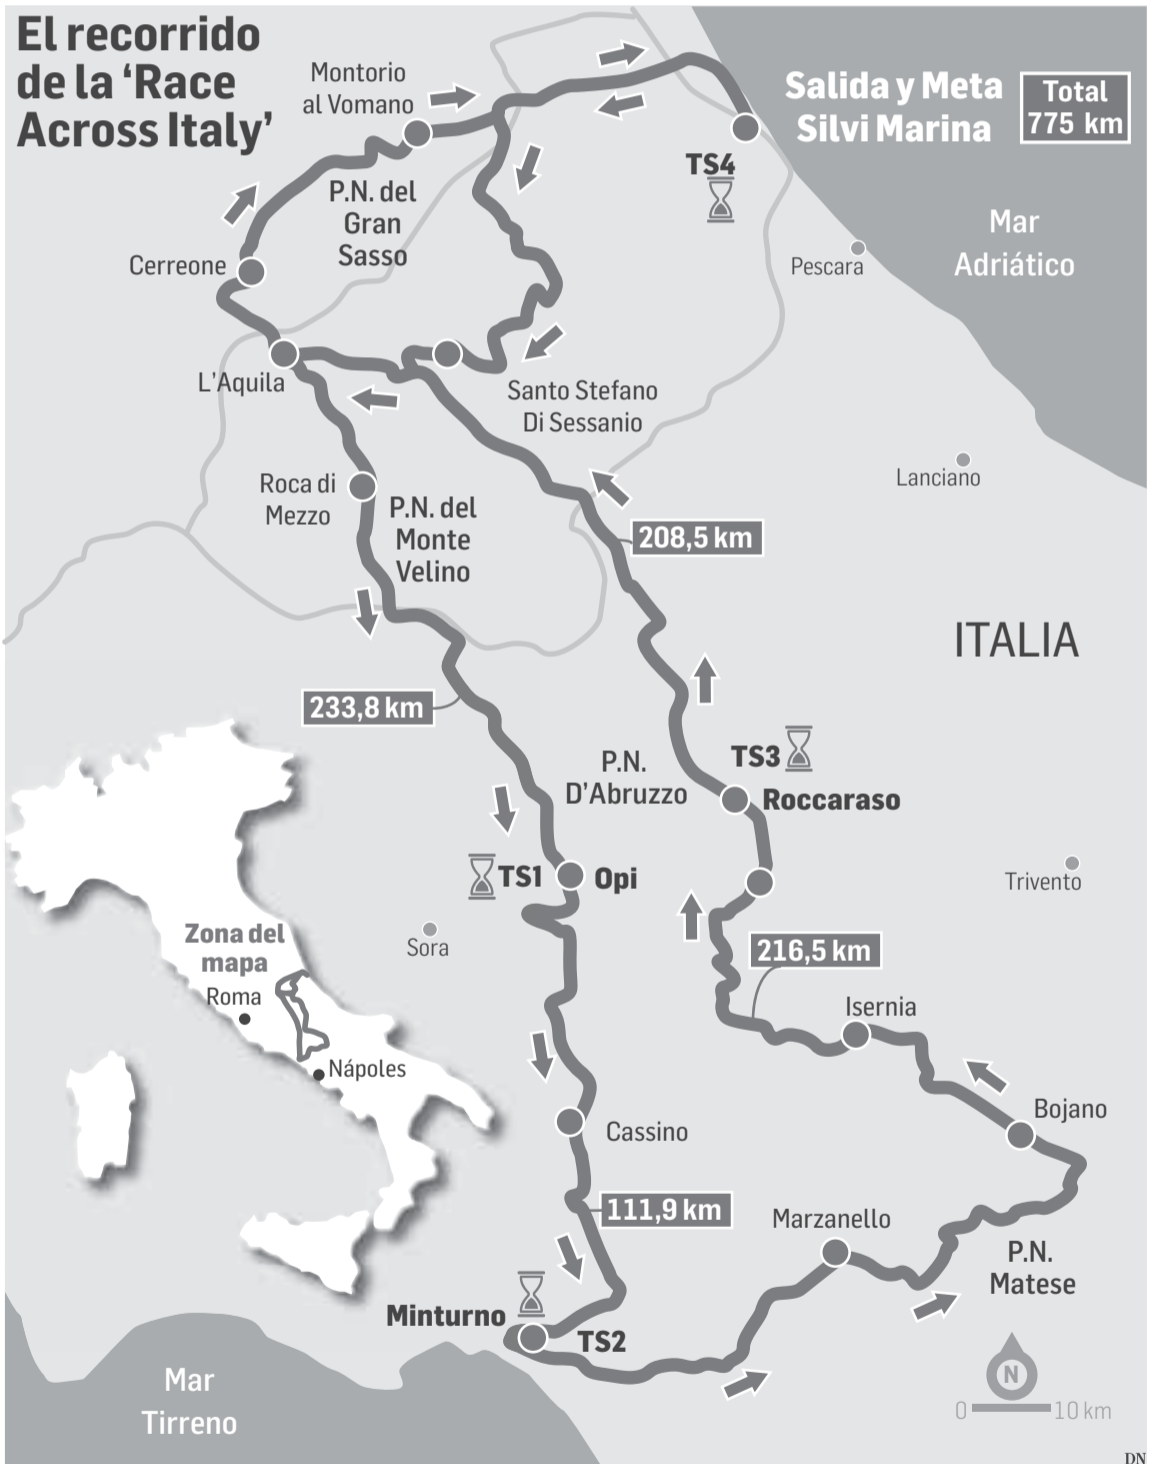 El recorrido
de la ‘Race
Across Italy’
Montorio
al Vomano
Salida y Meta
Silvi Marina
Total
775 km
TS4
P.N. del
Gran
Sasso
Mar
Adriático
Cerreone
Pescara
L’Aquila
Santo Stefano
Di Sessanio
Lanciano
Roca di
Mezzo
P.N. del
Monte
Velino
208,5 km
ITALIA
233,8 km
TS3
P.N.
D’Abruzzo
Roccaraso
TS1
Opi
Trivento
Zona del
mapa
Sora
216,5 km
Roma
Isernia
Nápoles
Bojano
Cassino
111,9 km
Marzanello
P.N.
Matese
Minturno
TS2
Mar
Tirreno
N
0
10 km
DN